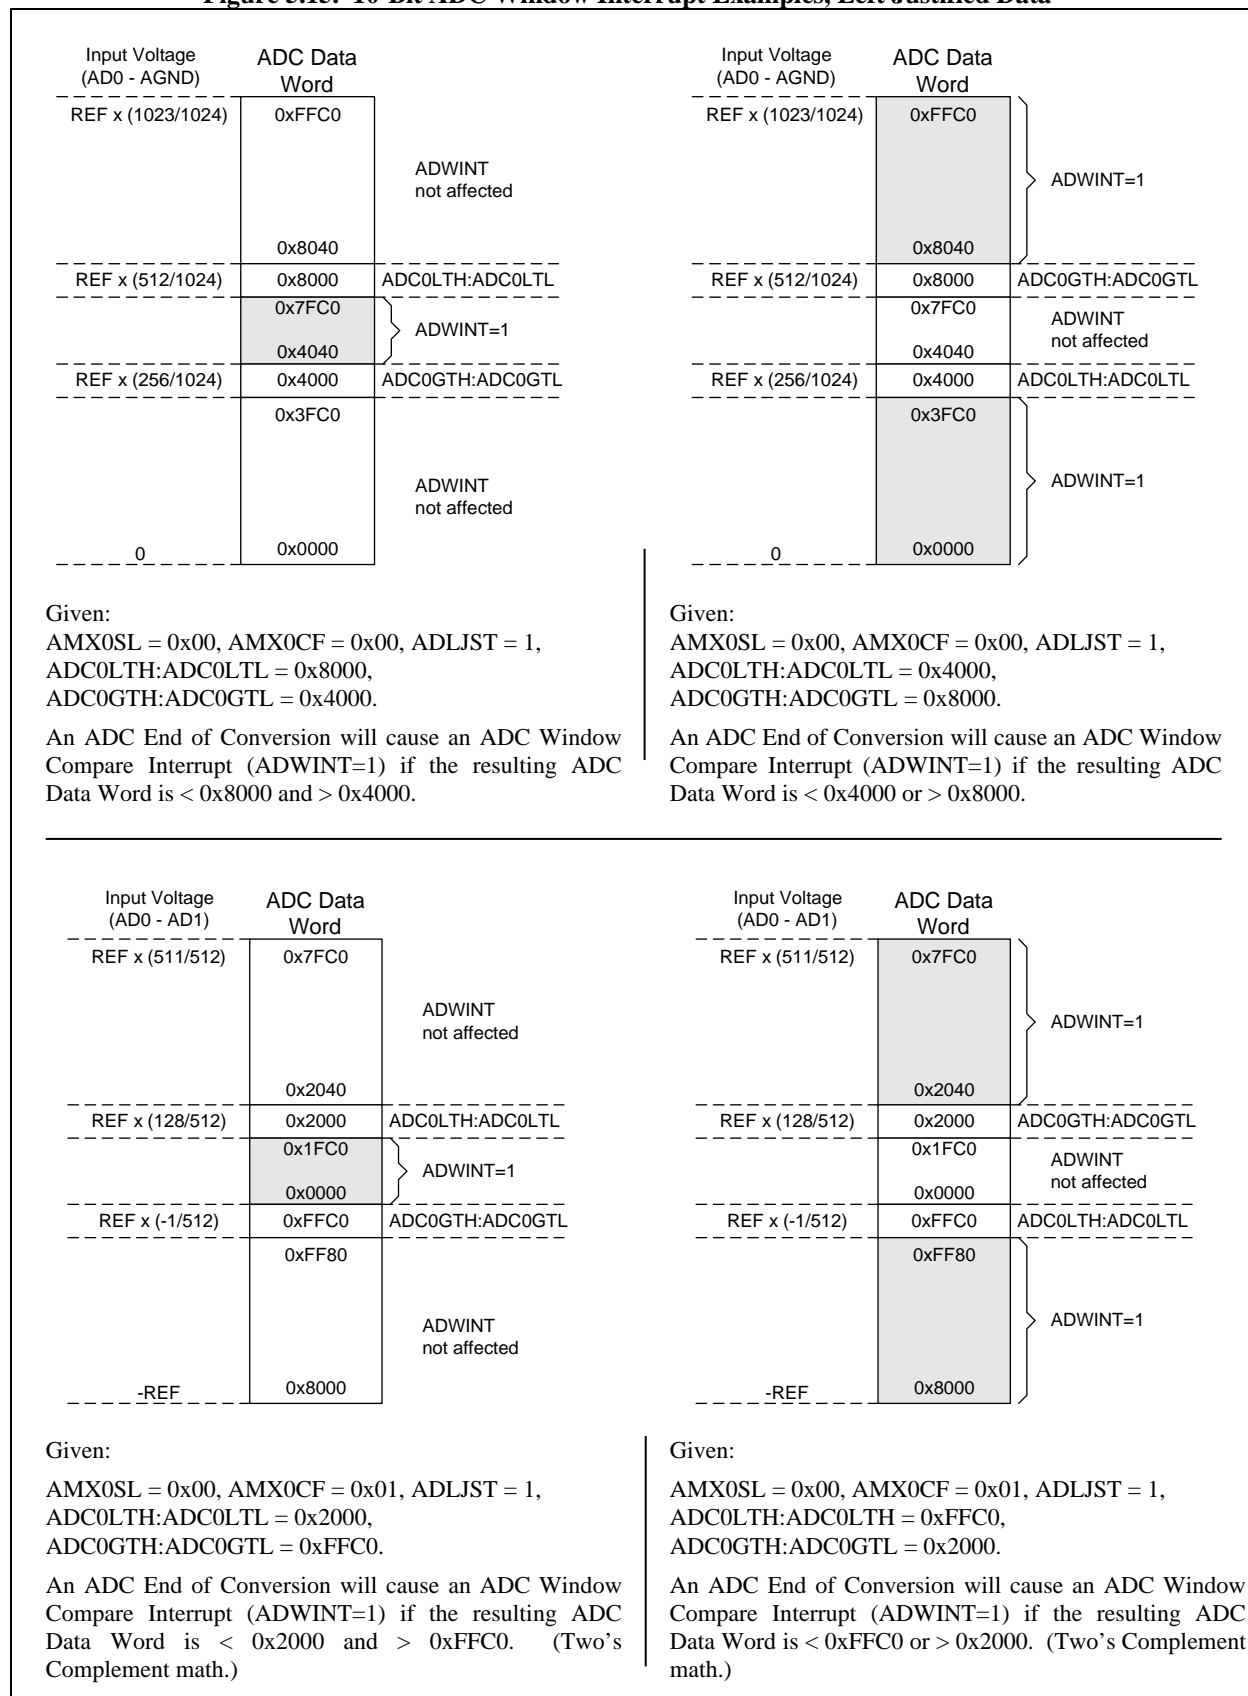 Figure 5.15. 10-Bit ADC Window Interrupt Examples, Left Justified Data
Input Voltage
(AD0 - AGND)
ADC Data
Word
REF x (1023/1024)
0xFFC0
ADWINT
not affected
0x8040
REF x (512/1024)
0x8000
ADC0LTH:ADC0LTL
0x7FC0
ADWINT=1
0x4040
REF x (256/1024)
0x4000
ADC0GTH:ADC0GTL
0x3FC0
ADWINT
not affected
0
0x0000
Given:
AMX0SL = 0x00, AMX0CF = 0x00, ADLJST = 1,
ADC0LTH:ADC0LTL = 0x8000,
ADC0GTH:ADC0GTL = 0x4000.
An ADC End of Conversion will cause an ADC Window
Compare Interrupt (ADWINT=1) if the resulting ADC
Data Word is < 0x8000 and > 0x4000.
Input Voltage
(AD0 - AGND)
ADC Data
Word
REF x (1023/1024)
0xFFC0
ADWINT=1
0x8040
REF x (512/1024)
0x8000
ADC0GTH:ADC0GTL
0x7FC0
ADWINT
not affected
0x4040
REF x (256/1024)
0x4000
ADC0LTH:ADC0LTL
0x3FC0
ADWINT=1
0
0x0000
Given:
AMX0SL = 0x00, AMX0CF = 0x00, ADLJST = 1,
ADC0LTH:ADC0LTL = 0x4000,
ADC0GTH:ADC0GTL = 0x8000.
An ADC End of Conversion will cause an ADC Window
Compare Interrupt (ADWINT=1) if the resulting ADC
Data Word is < 0x4000 or > 0x8000.
Input Voltage
(AD0 - AD1)
ADC Data
Word
REF x (511/512)
0x7FC0
ADWINT
not affected
0x2040
REF x (128/512)
0x2000
ADC0LTH:ADC0LTL
0x1FC0
ADWINT=1
0x0000
REF x (-1/512)
0xFFC0
ADC0GTH:ADC0GTL
0xFF80
ADWINT
not affected
-REF
0x8000
Given:
AMX0SL = 0x00, AMX0CF = 0x01, ADLJST = 1,
ADC0LTH:ADC0LTL = 0x2000,
ADC0GTH:ADC0GTL = 0xFFC0.
An ADC End of Conversion will cause an ADC Window
Compare Interrupt (ADWINT=1) if the resulting ADC
Data Word is < 0x2000 and > 0xFFC0. (Two's
Complement math.)
Input Voltage
(AD0 - AD1)
ADC Data
Word
REF x (511/512)
0x7FC0
ADWINT=1
0x2040
REF x (128/512)
0x2000
ADC0GTH:ADC0GTL
0x1FC0
ADWINT
not affected
0x0000
REF x (-1/512)
0xFFC0
ADC0LTH:ADC0LTL
0xFF80
ADWINT=1
-REF
0x8000
Given:
AMX0SL = 0x00, AMX0CF = 0x01, ADLJST = 1,
ADC0LTH:ADC0LTH = 0xFFC0,
ADC0GTH:ADC0GTL = 0x2000.
An ADC End of Conversion will cause an ADC Window
Compare Interrupt (ADWINT=1) if the resulting ADC
Data Word is < 0xFFC0 or > 0x2000. (Two's Complement
math.)